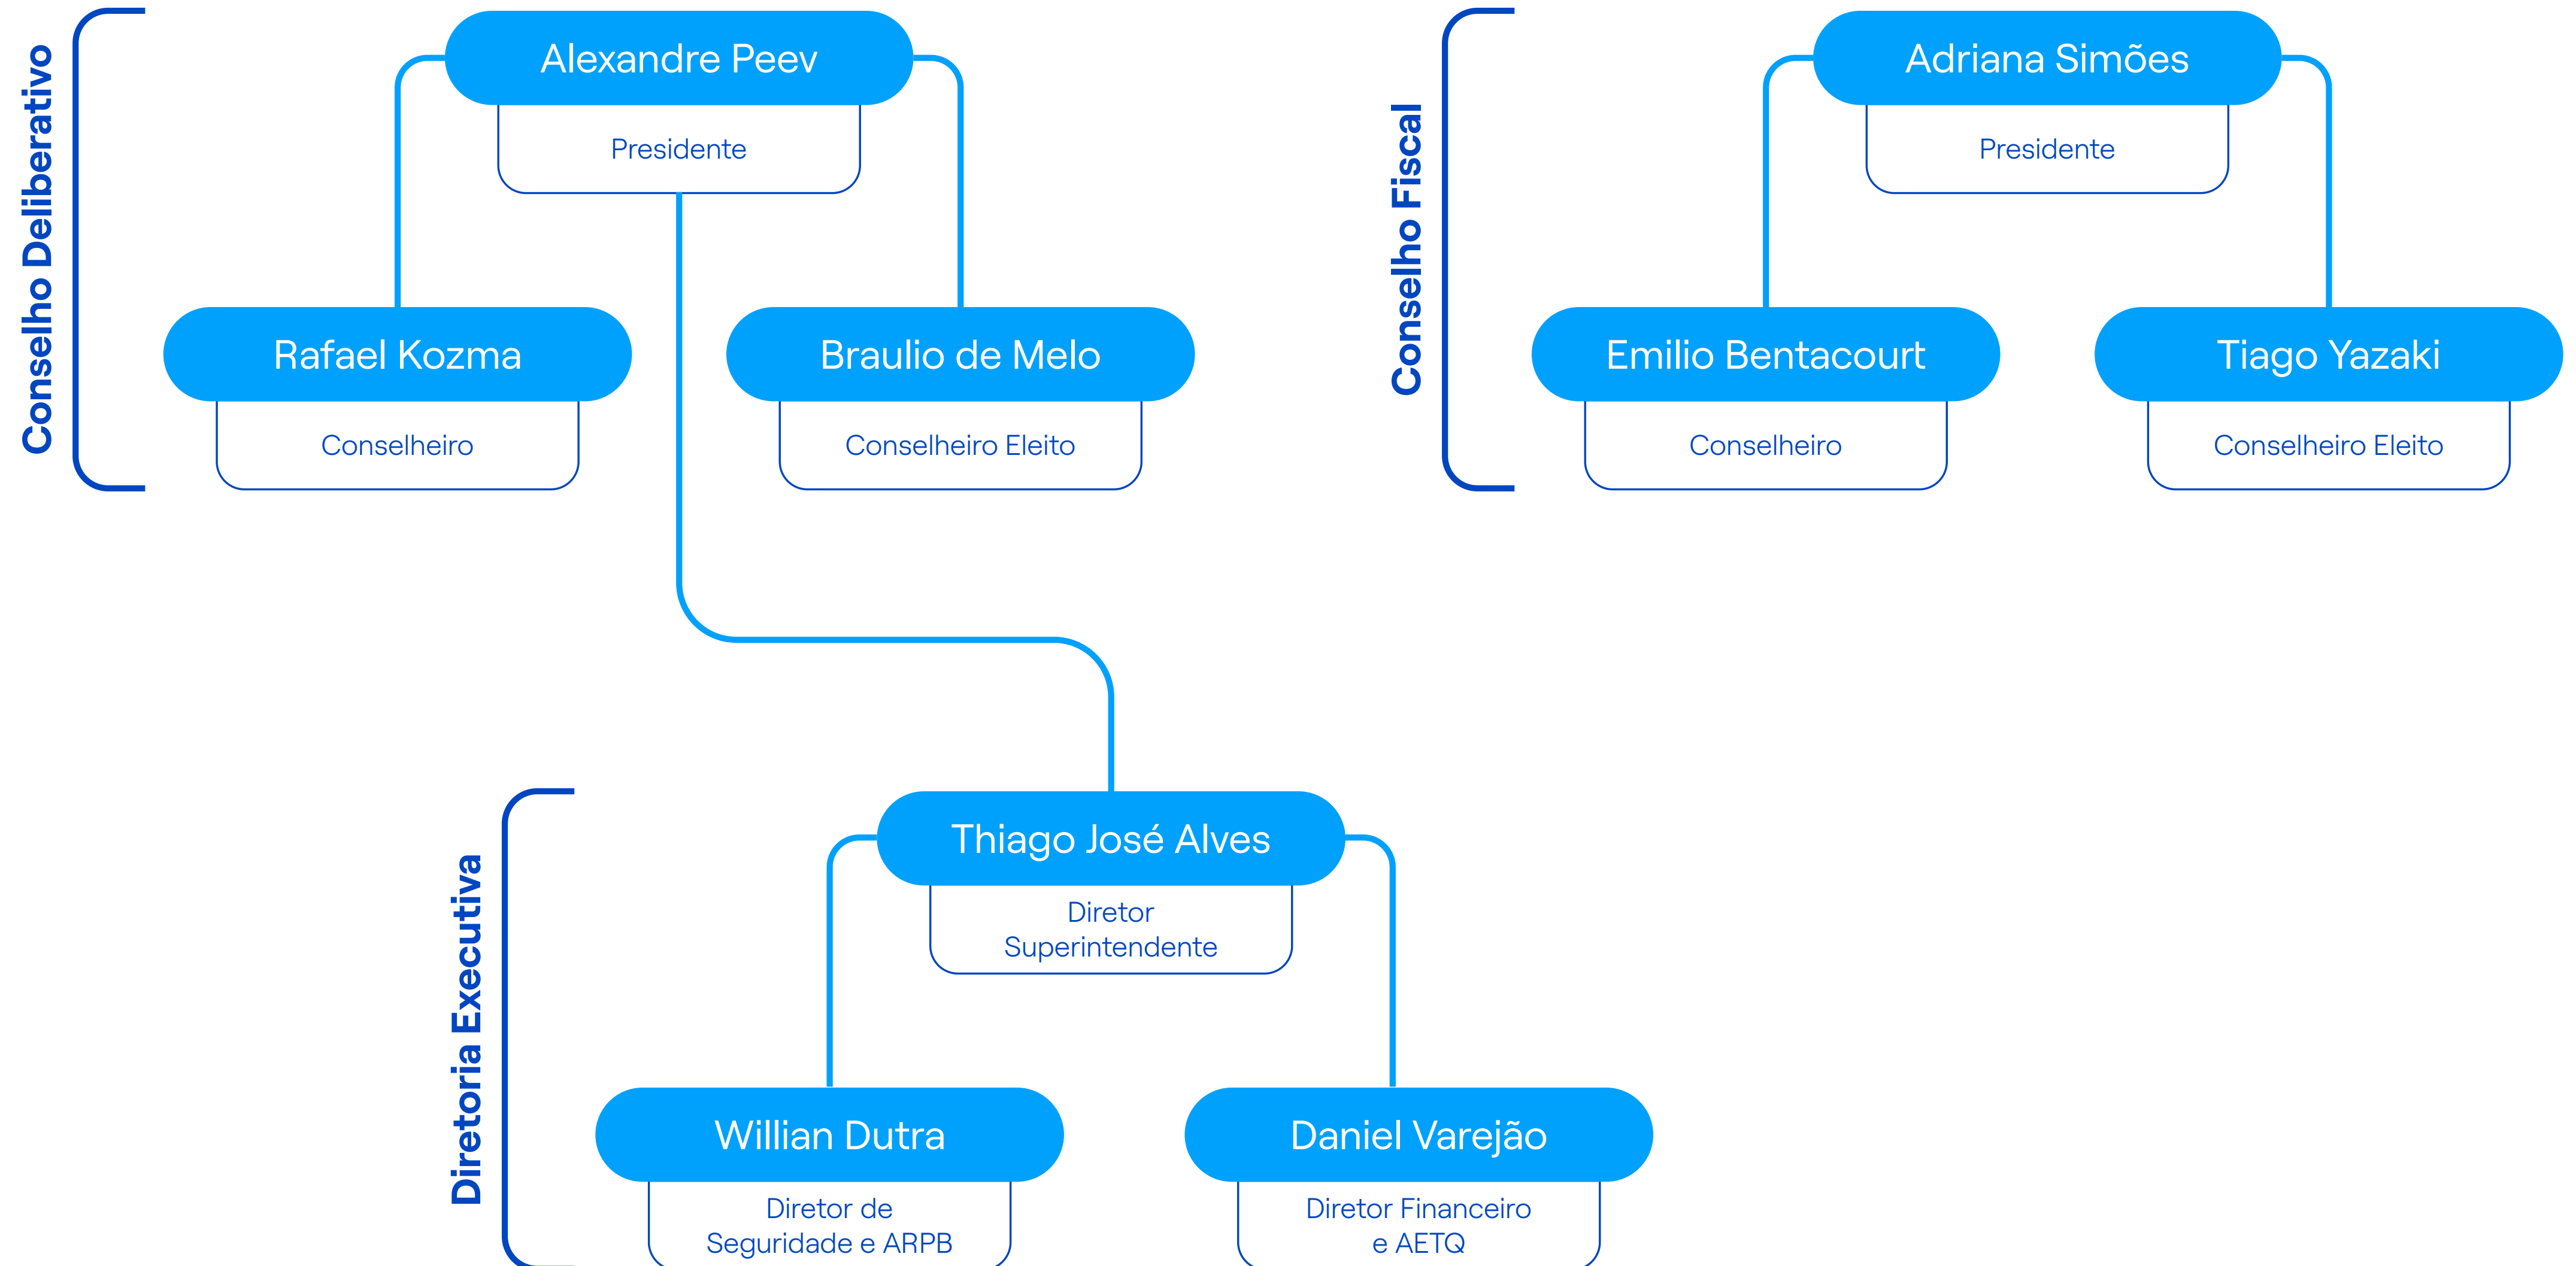 Conselho Deliberativo
Alexandre Peev
Presidente
Rafael Kozma
Conselheiro
Braulio de Melo
Conselheiro Eleito
Conselho Fiscal
Adriana Simões
Presidente
Emilio Bentacourt
Conselheiro
Tiago Yazaki
Conselheiro Eleito
Diretoria Executiva
Thiago José Alves
Diretor
Superintendente
Willian Dutra
Diretor de
Seguridade e ARPB
Daniel Varejão
Diretor Financeiro
e AETQ